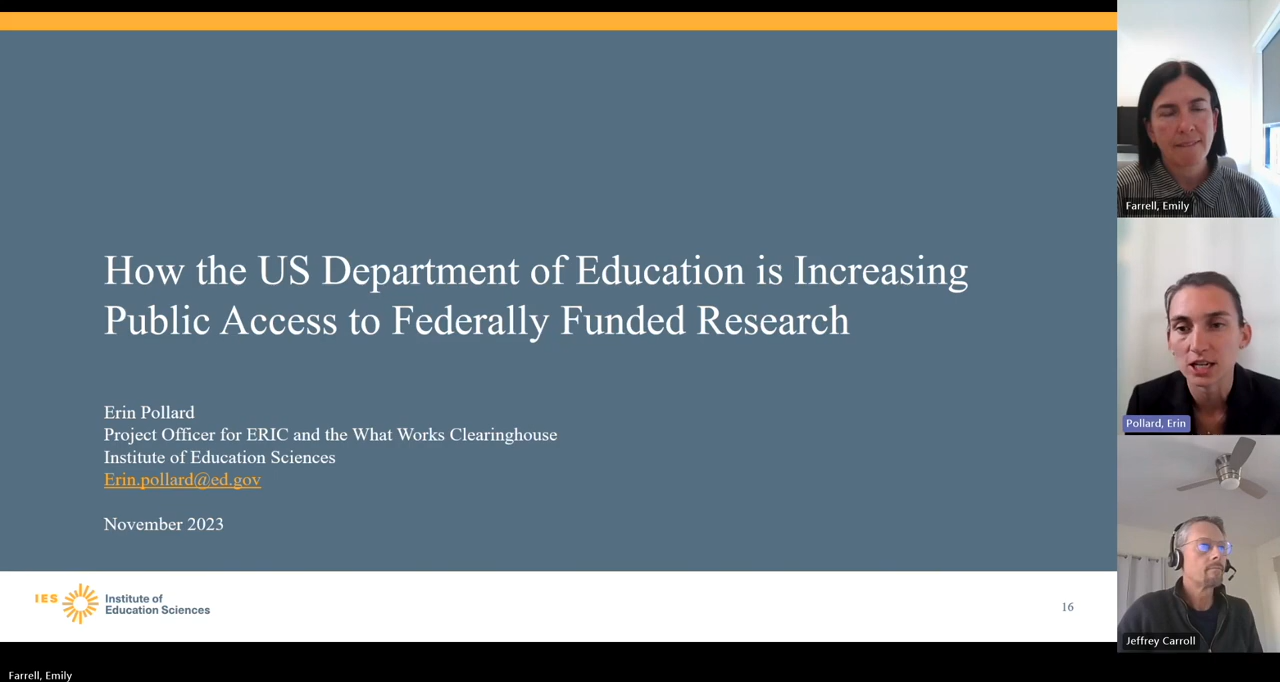 How the US Department of Education is Increasing
Public Access to Federally Funded Research
Erin Pollard
Project Officer for ERIC and the What Works Clearinghouse
Institute of Education Sciences
Erin.pollard@ed.gov
November 2023
IES
Institute of
Education Sciences
16
Farrell, Emily
Pollard, Erin
Jeffrey Carroll
Farrell, Emily